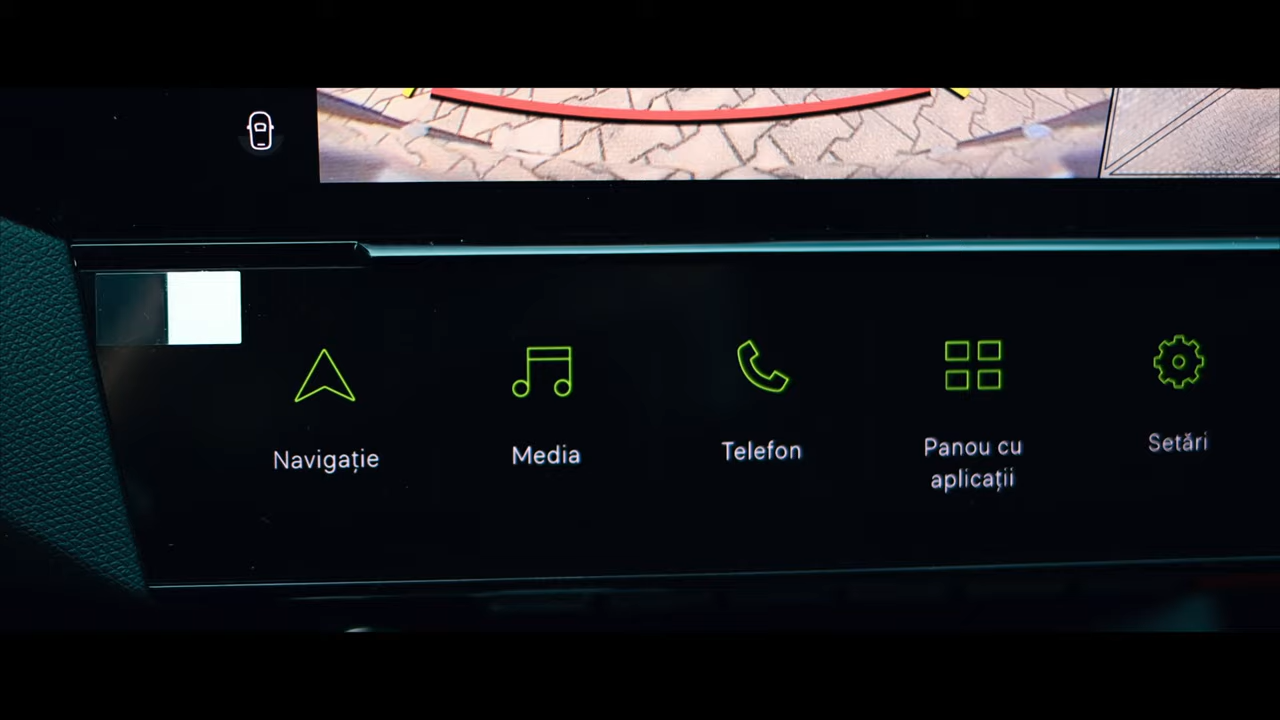 Navigație
Media
Telefon
Panou cu
aplicații
Setări